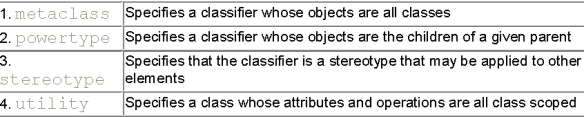 1. metaclass Specifies a classifier whose objects are all classes
2. powertype Specifies a classifier whose objects are the children of a given parent
3. stereotype Specifies that the classifier is a stereotype that may be applied to other
elements
4. utility Specifies a class whose attributes and operations are all class scoped